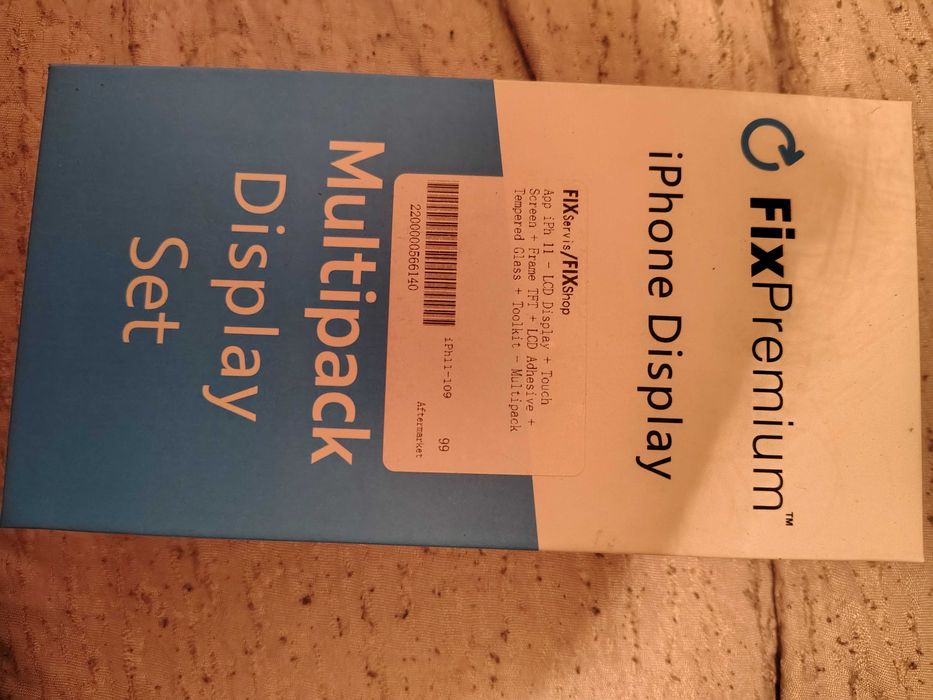 FixPremium™
iPhone Display
FIXservis/FIXshop
App iPh 11 - LCD Display + Touch
Screen + Frame TFT + LCD Adhesive +
Tempered Glass + Toolkit - Multipack
2200000566140
iPh11-109
99
Aftermarket
Multipack
Display
Set